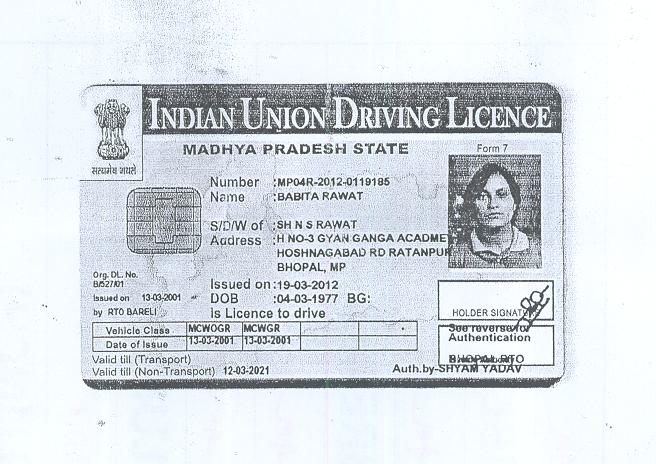 INDIAN UNION DRIVING LICENCE
सत्यमेव जयते
MADHYA PRADESH STATE
Form 7
Number :MP04R-2012-0119185
Name :BABITA RAWAT
S/D/W of :SH N S RAWAT
Address :H NO-3 GYAN GANGA ACADME
HOSHNAGABAD RD RATANPUR
BHOPAL, MP
Org. DL. No.
B/527/01
Issued on 13-03-2001
by RTO BARELI
Issued on :19-03-2012
DOB :04-03-1977 BG:
Is Licence to drive
HOLDER SIGNATU
See reverse for
Authentication
Vehicle Class MCWOGR MCWGR
Date of Issue 13-03-2001 13-03-2001
BHOPAL RTO
Valid till (Transport)
Valid till (Non-Transport) 12-03-2021
Auth.by-SHYAM YADAV